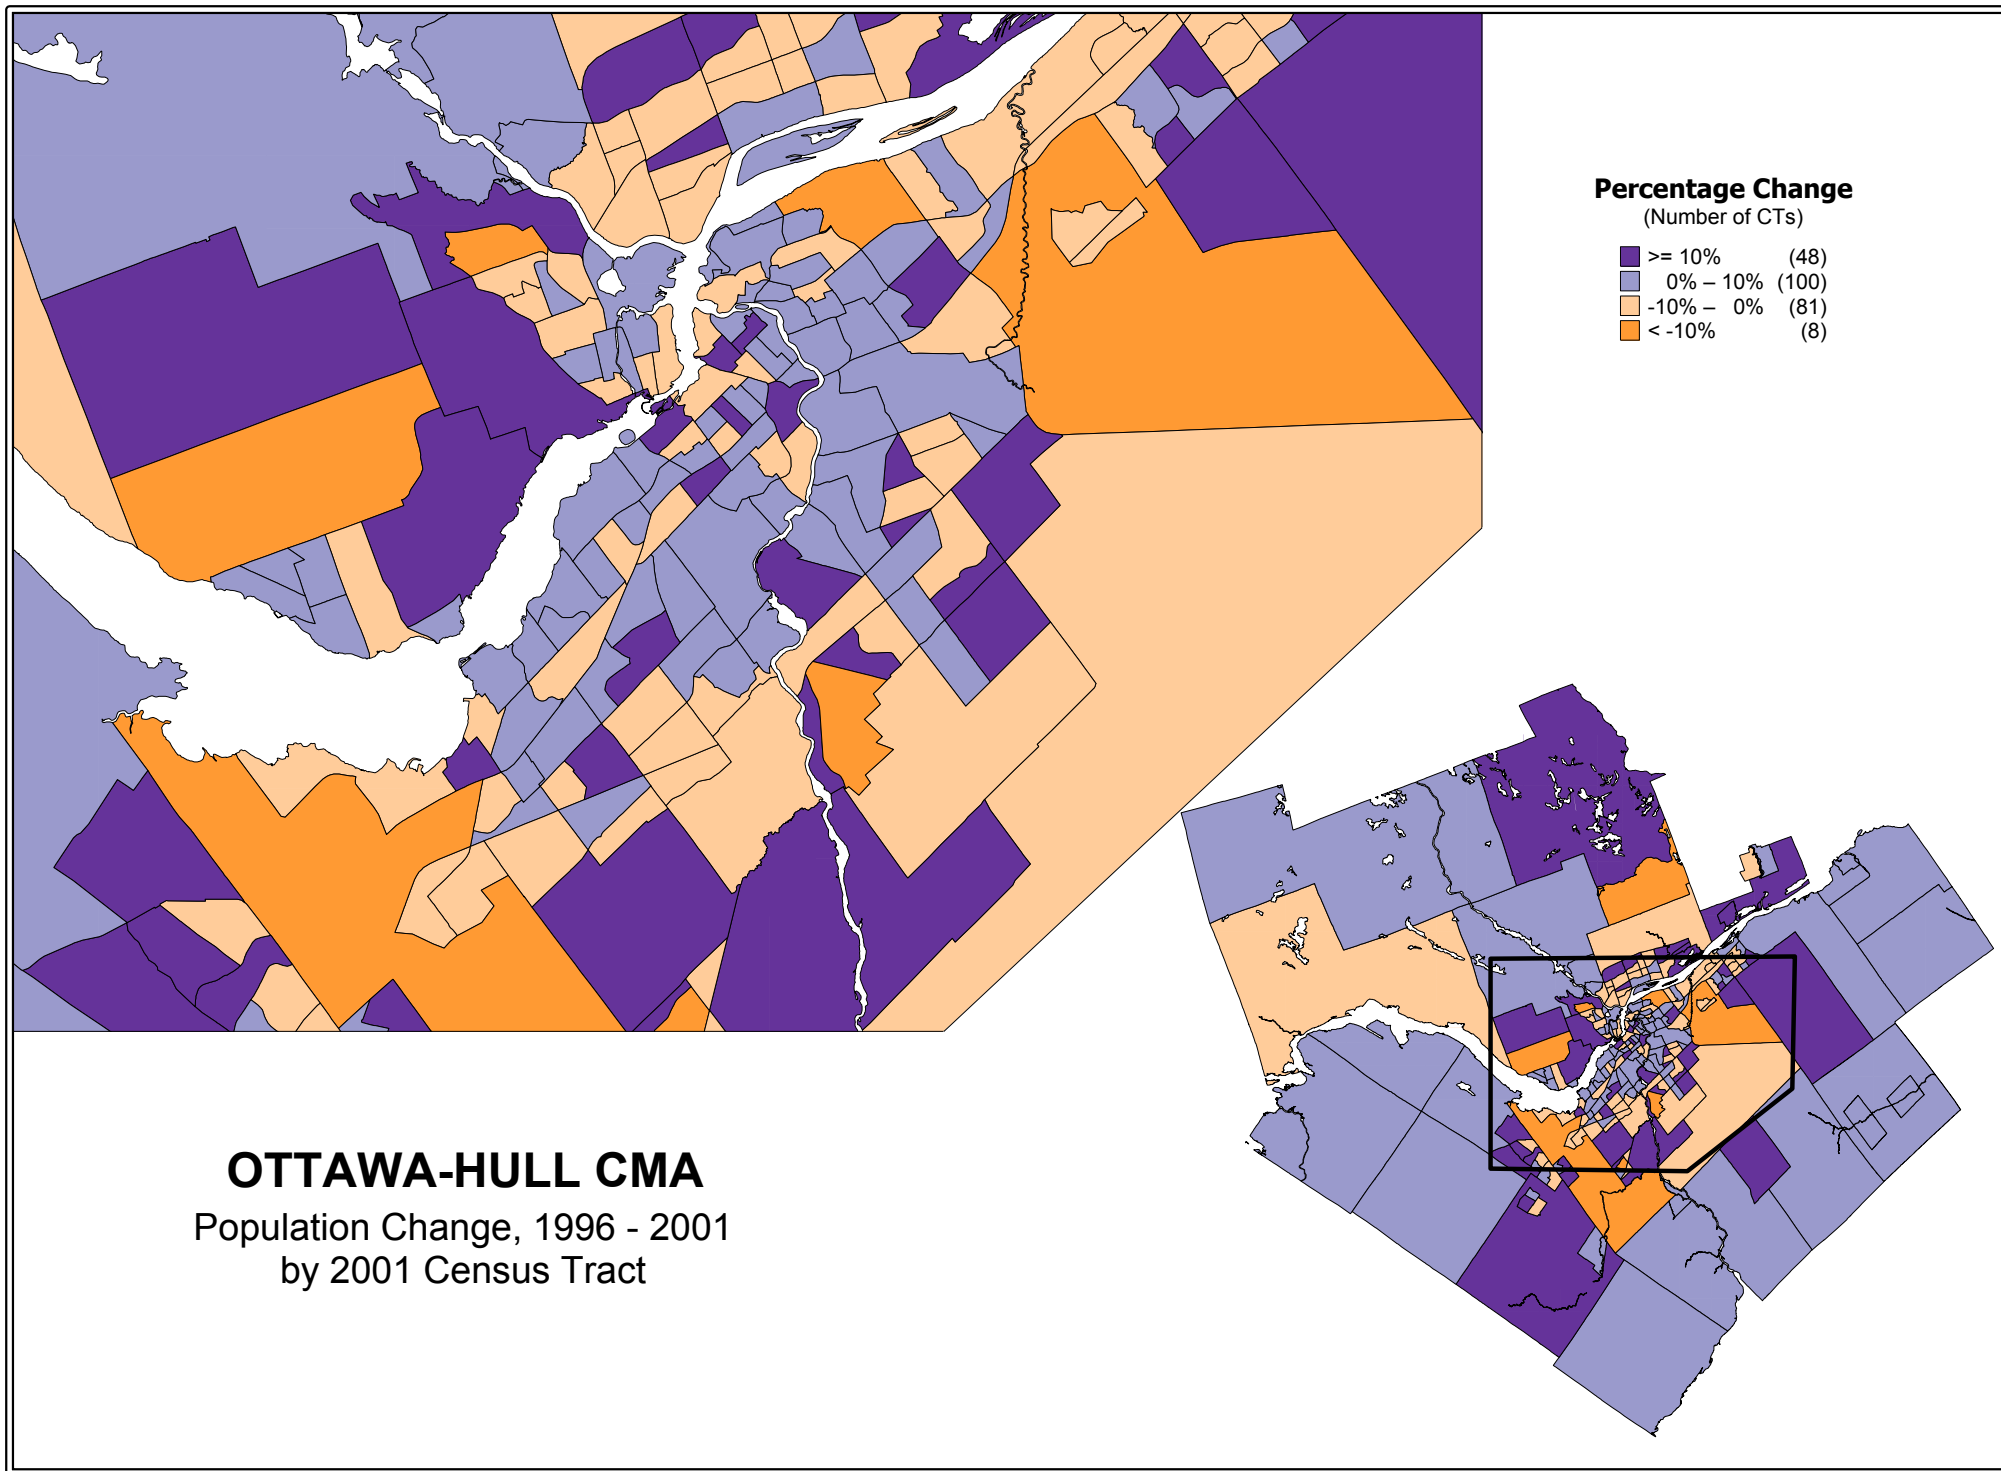 Percentage Change
(Number of CTs)
>= 10% (48)
0% – 10% (100)
-10% – 0% (81)
< -10% (8)
OTTAWA-HULL CMA
Population Change, 1996 - 2001
by 2001 Census Tract